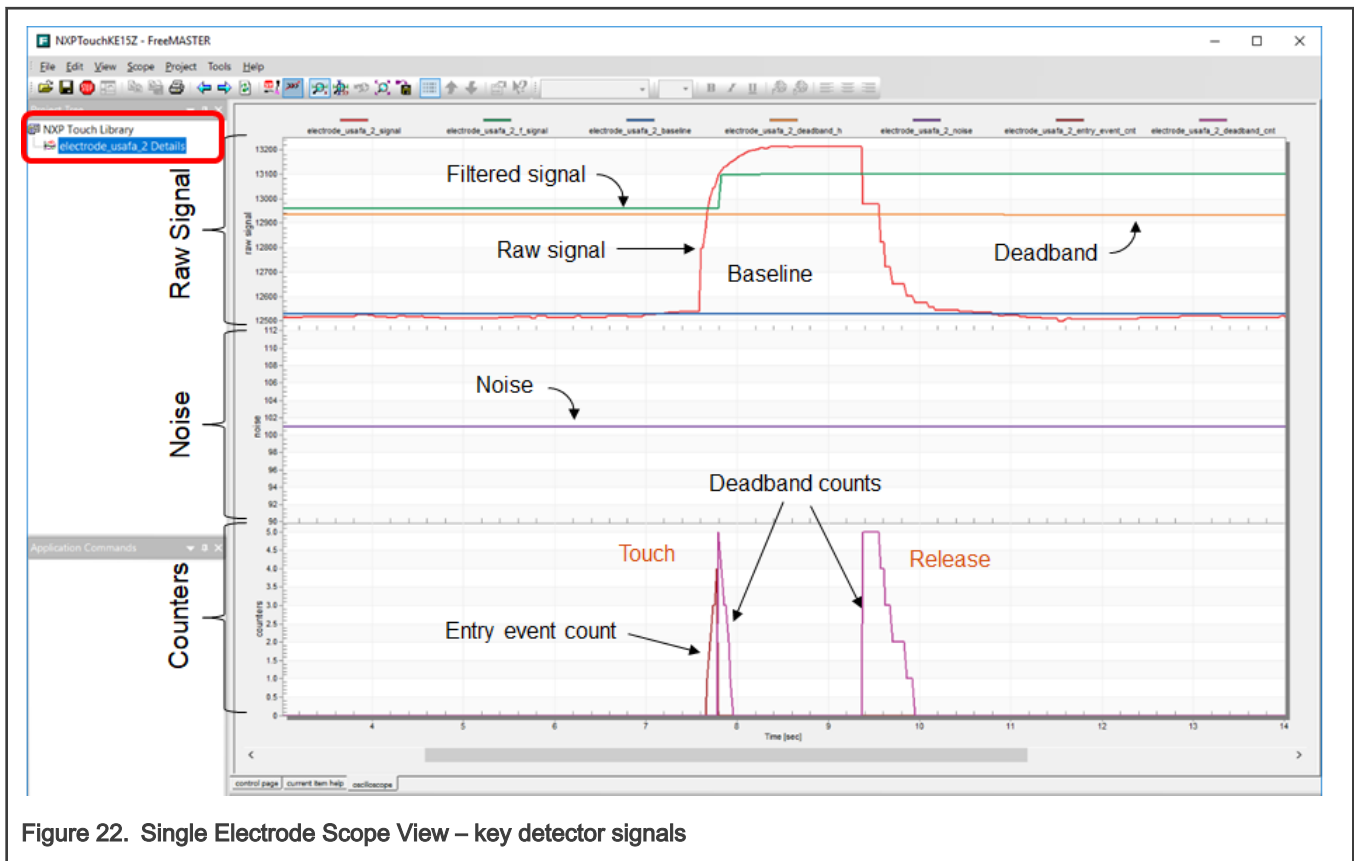 NXPTouchKE15Z - FreeMASTER
File Edit View Scope Project Tools Help
NXP Touch Library
electrode_usafa_2 Details
electrode_usafa_2_signal electrode_usafa_2_f_signal electrode_usafa_2_baseline electrode_usafa_2_deadband_h electrode_usafa_2_noise electrode_usafa_2_entry_event_cnt electrode_usafa_2_deadband_cnt
Raw Signal
raw signal
13200
13100
13000
12900
12800
12700
12600
12500
Filtered signal
Raw signal
Baseline
Deadband
Noise
noise
112
110
108
106
104
102
100
98
96
94
92
90
Noise
Deadband counts
Application Commands
Counters
counters
5.0
4.5
4.0
3.5
3.0
2.5
2.0
1.5
1.0
0.5
0
Touch
Release
Entry event count
4 5 6 7 8 9 10 11 12 13 14
Time [sec]
control page current item help oscilloscope
Figure 22. Single Electrode Scope View – key detector signals